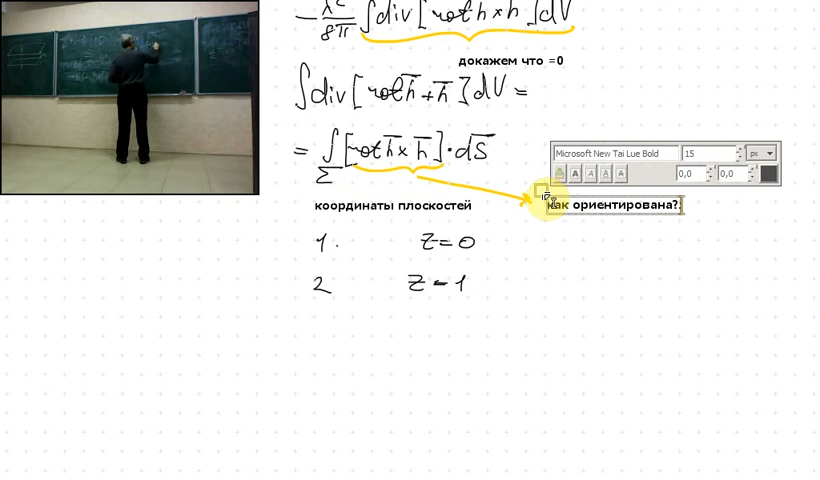 − λ²/8π ∫div[rot h × h]dV
докажем что =0
∫div[rot h̄ + h̄]dV =
= ∫Σ [rot h̄ × h̄]·dS̄
Microsoft New Tai Lue Bold 15 px
A A A A A 0,0 0,0
как ориентирована?
координаты плоскостей
1. Z=0
2 Z=1